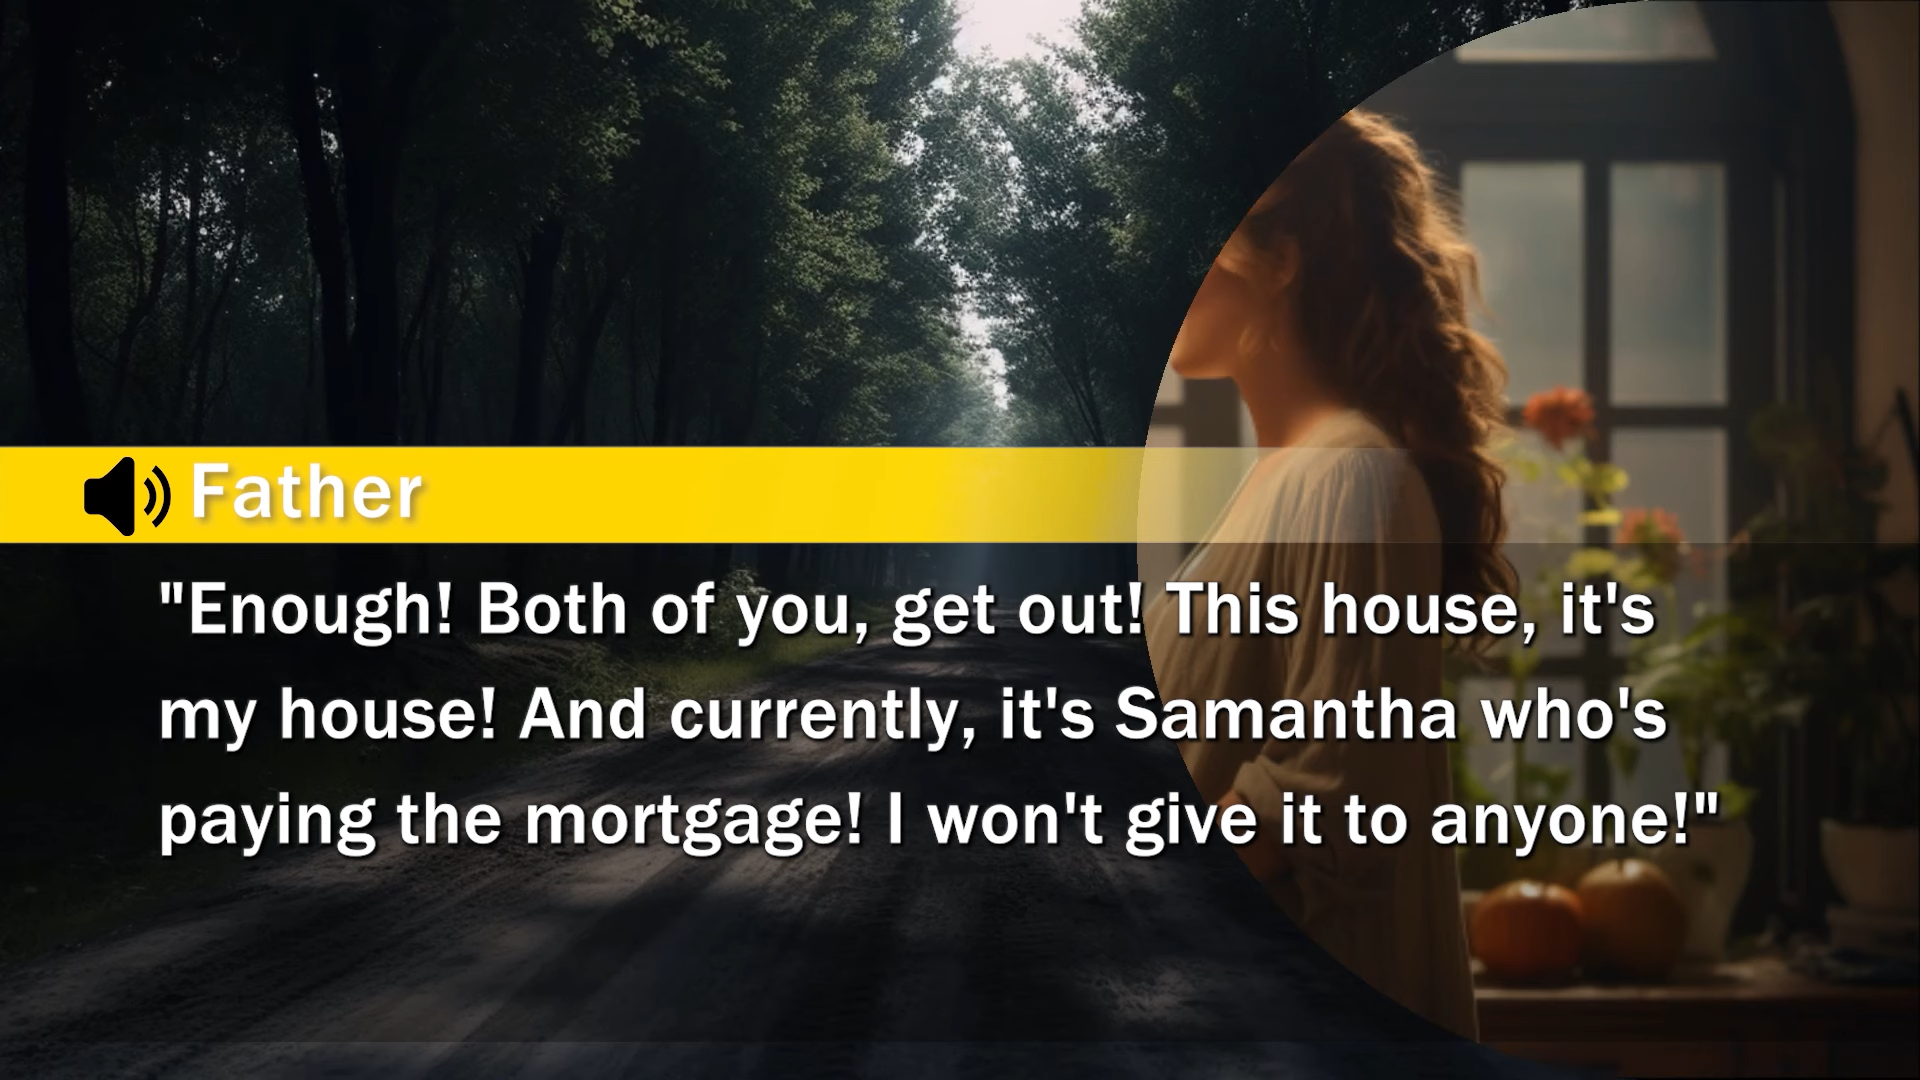 Father
"Enough! Both of you, get out! This house, it's
my house! And currently, it's Samantha who's
paying the mortgage! I won't give it to anyone!"